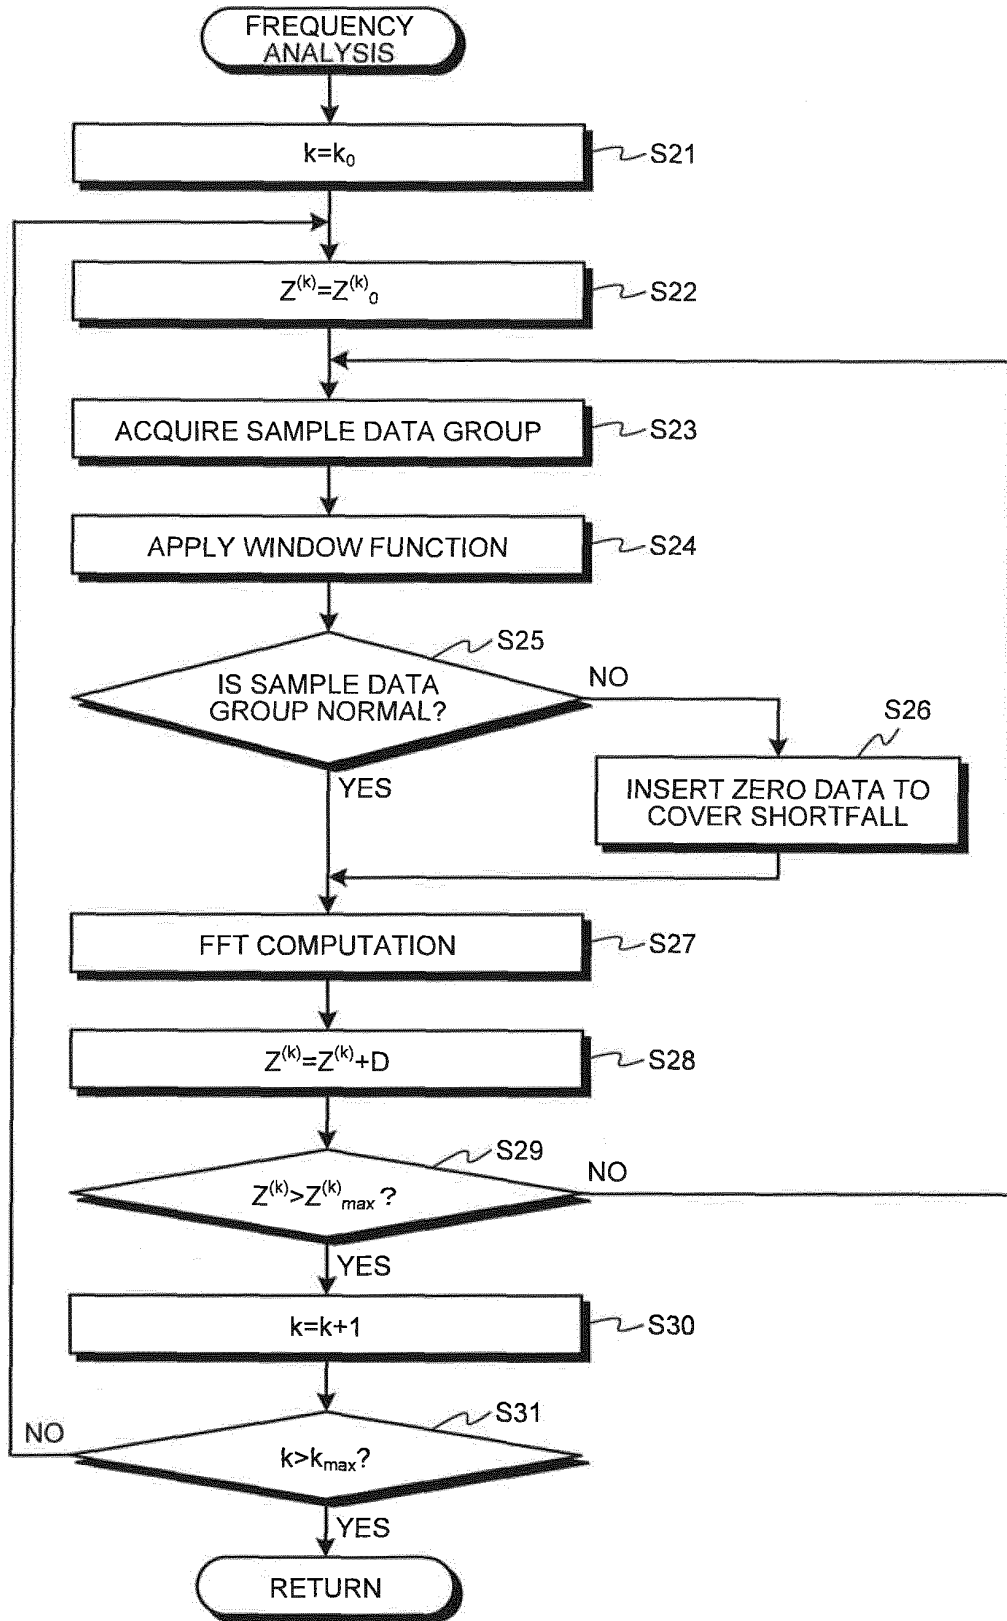 FREQUENCY
ANALYSIS
k=k₀
S21
Z⁽ᵏ⁾=Z⁽ᵏ⁾₀
S22
ACQUIRE SAMPLE DATA GROUP
S23
APPLY WINDOW FUNCTION
S24
S25
IS SAMPLE DATA
GROUP NORMAL?
NO
YES
S26
INSERT ZERO DATA TO
COVER SHORTFALL
FFT COMPUTATION
S27
Z⁽ᵏ⁾=Z⁽ᵏ⁾+D
S28
S29
Z⁽ᵏ⁾>Z⁽ᵏ⁾max?
NO
YES
k=k+1
S30
S31
k>kmax?
NO
YES
RETURN